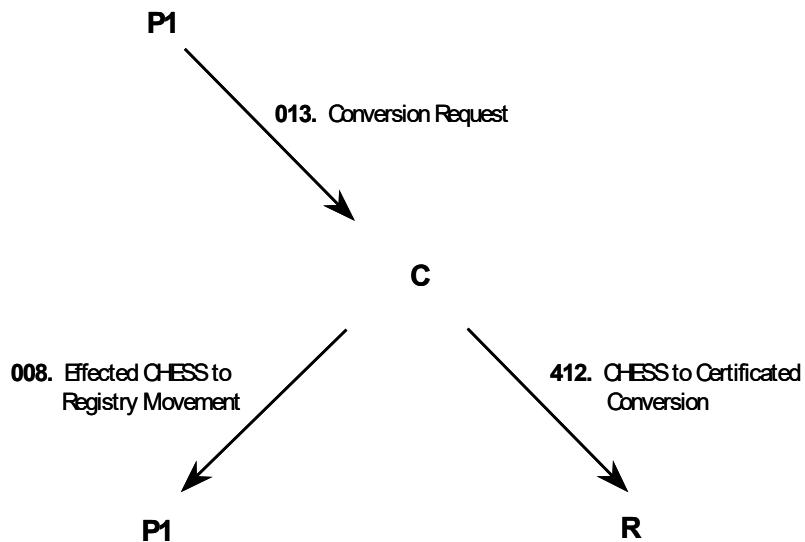 P1
013. Conversion Request
C
008. Effected CHESS to
Registry Movement
412. CHESS to Certificated
Conversion
P1
R